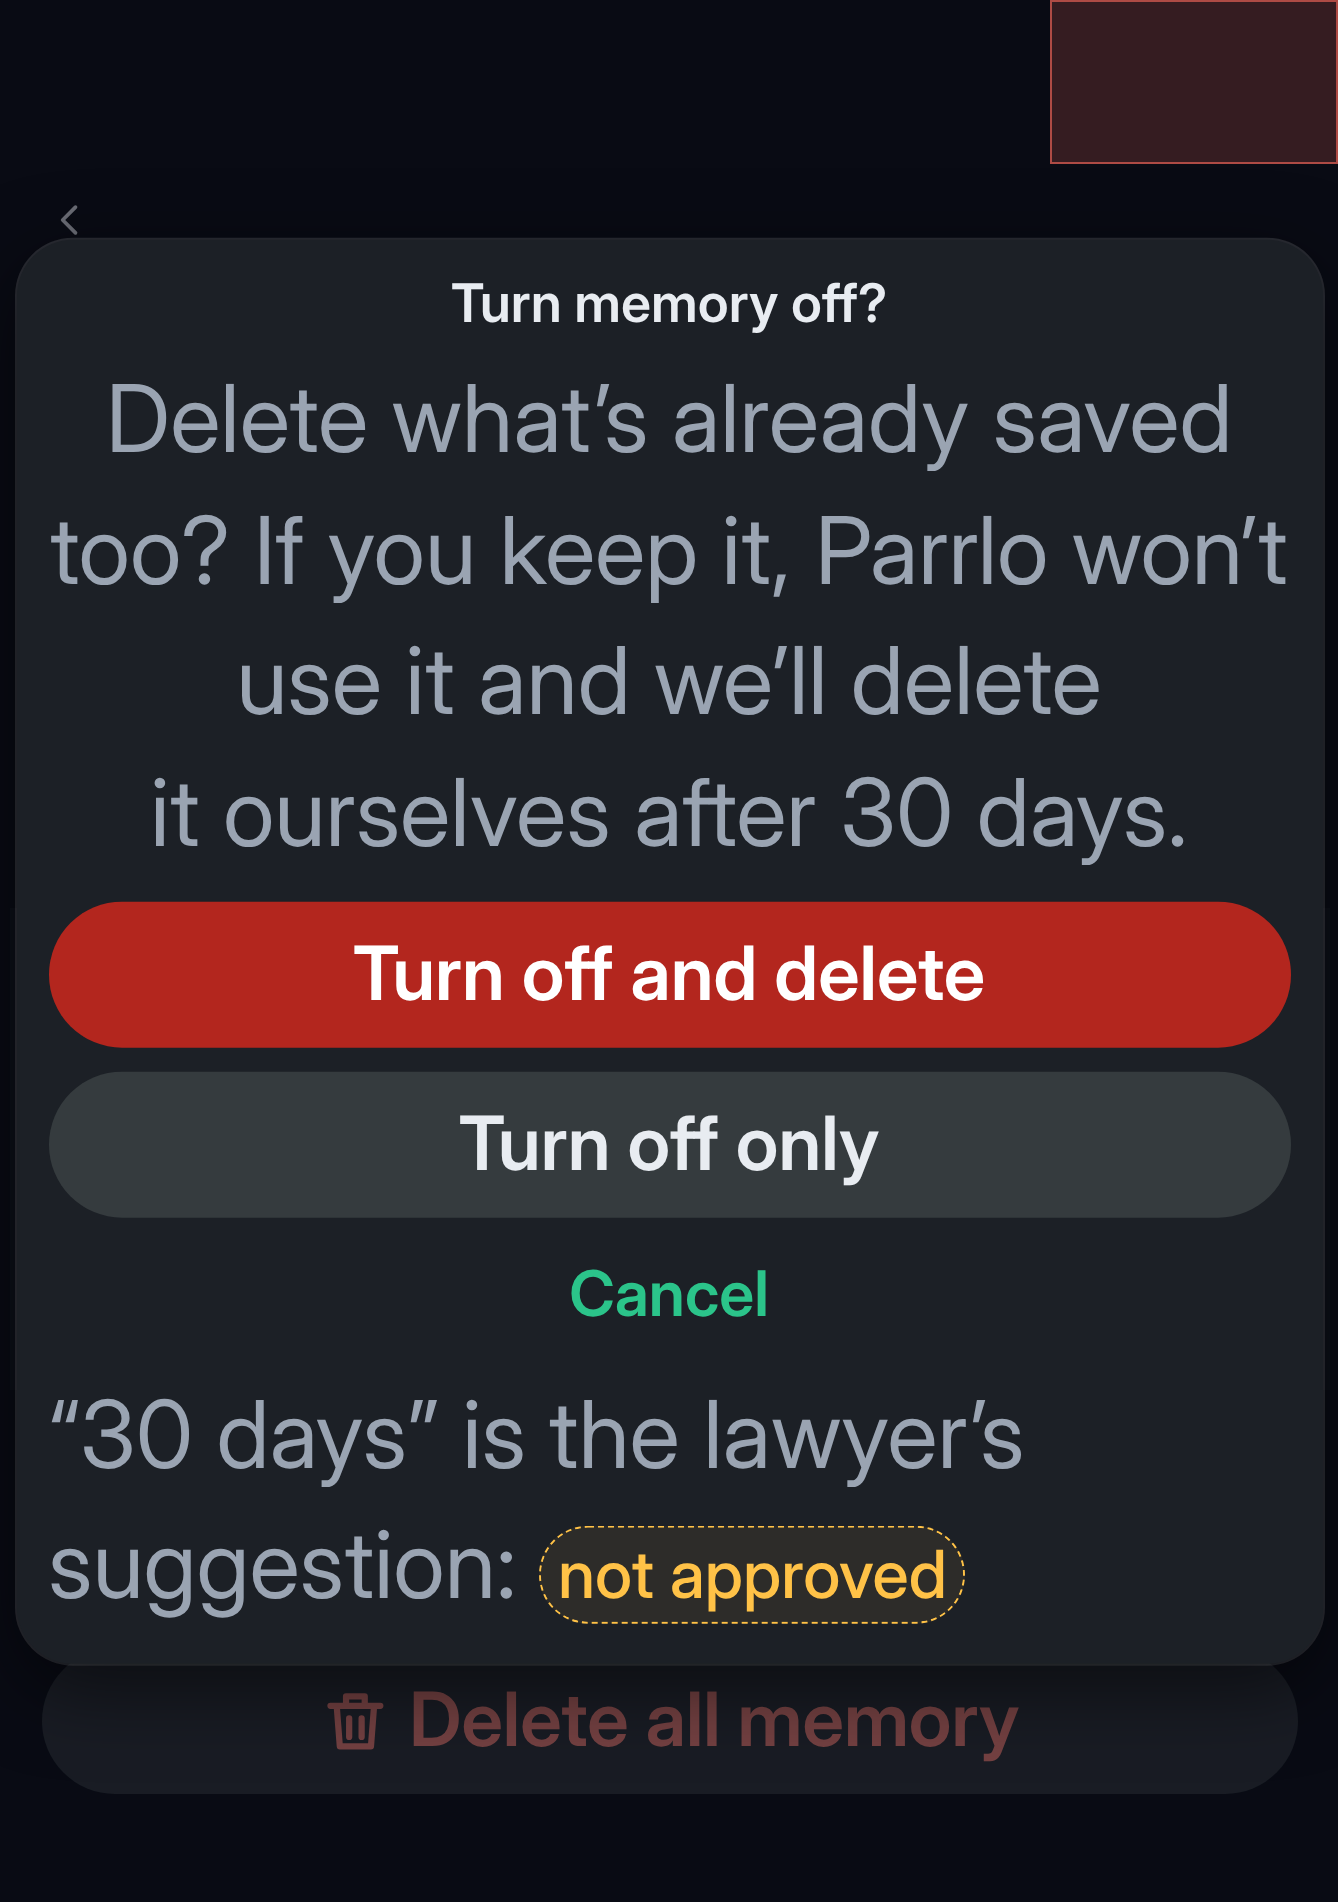 Turn memory off?
Delete what’s already saved
too? If you keep it, Parrlo won’t
use it and we’ll delete
it ourselves after 30 days.
Turn off and delete
Turn off only
Cancel
“30 days” is the lawyer’s
suggestion: not approved
Delete all memory